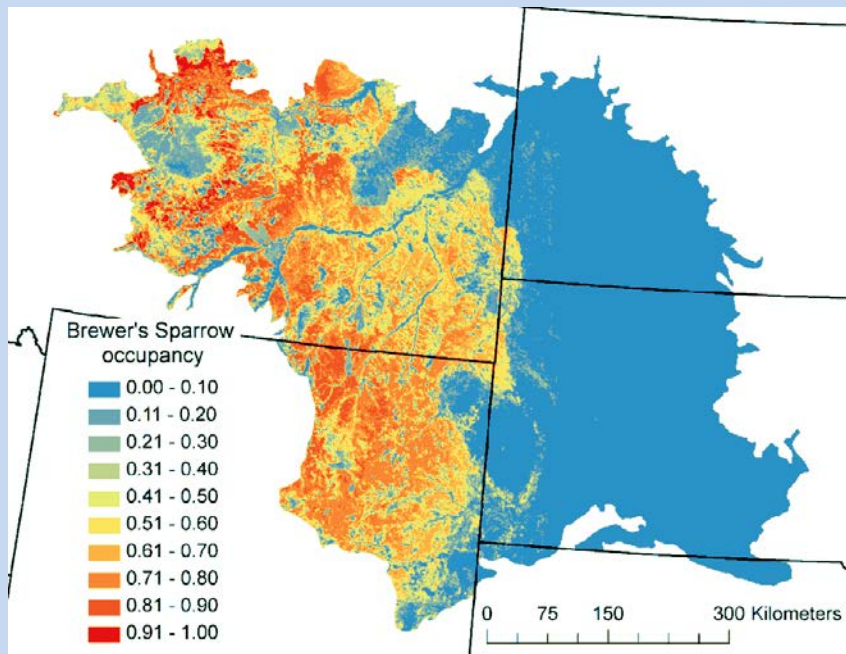 Brewer's Sparrow
occupancy
0.00 - 0.10
0.11 - 0.20
0.21 - 0.30
0.31 - 0.40
0.41 - 0.50
0.51 - 0.60
0.61 - 0.70
0.71 - 0.80
0.81 - 0.90
0.91 - 1.00
0 75 150 300 Kilometers